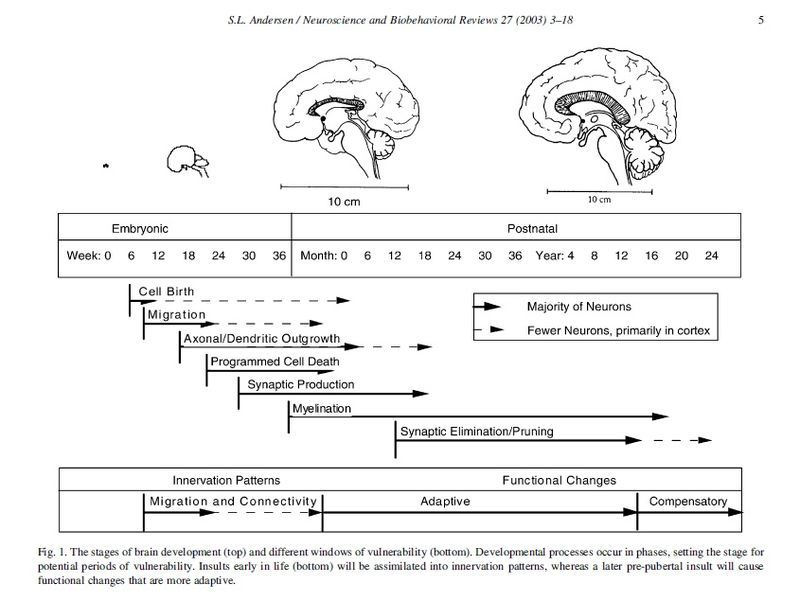 S.L. Andersen / Neuroscience and Biobehavioral Reviews 27 (2003) 3–18 5
10 cm
10 cm
Embryonic Postnatal
Week: 0 6 12 18 24 30 36 Month: 0 6 12 18 24 30 36 Year: 4 8 12 16 20 24
Cell Birth
Migration
Axonal/Dendritic Outgrowth
Programmed Cell Death
Synaptic Production
Myelination
Synaptic Elimination/Pruning
Majority of Neurons
Fewer Neurons, primarily in cortex
Innervation Patterns Functional Changes
Migration and Connectivity Adaptive Compensatory
Fig. 1. The stages of brain development (top) and different windows of vulnerability (bottom). Developmental processes occur in phases, setting the stage for
potential periods of vulnerability. Insults early in life (bottom) will be assimilated into innervation patterns, whereas a later pre-pubertal insult will cause
functional changes that are more adaptive.